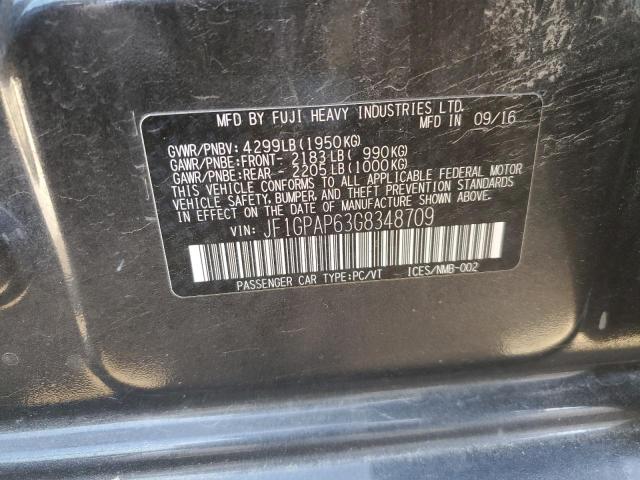 MFD BY FUJI HEAVY INDUSTRIES LTD.
MFD IN 09/16
GVWR/PNBV: 4299LB(1950KG)
GAWR/PNBE:FRONT- 2183LB( 990KG)
GAWR/PNBE:REAR - 2205LB(1000KG)
THIS VEHICLE CONFORMS TO ALL APPLICABLE FEDERAL MOTOR
VEHICLE SAFETY, BUMPER, AND THEFT PREVENTION STANDARDS
IN EFFECT ON THE DATE OF MANUFACTURE SHOWN ABOVE.
VIN: JF1GPAP63G8348709
PASSENGER CAR TYPE:PC/VT ICES/NMB-002